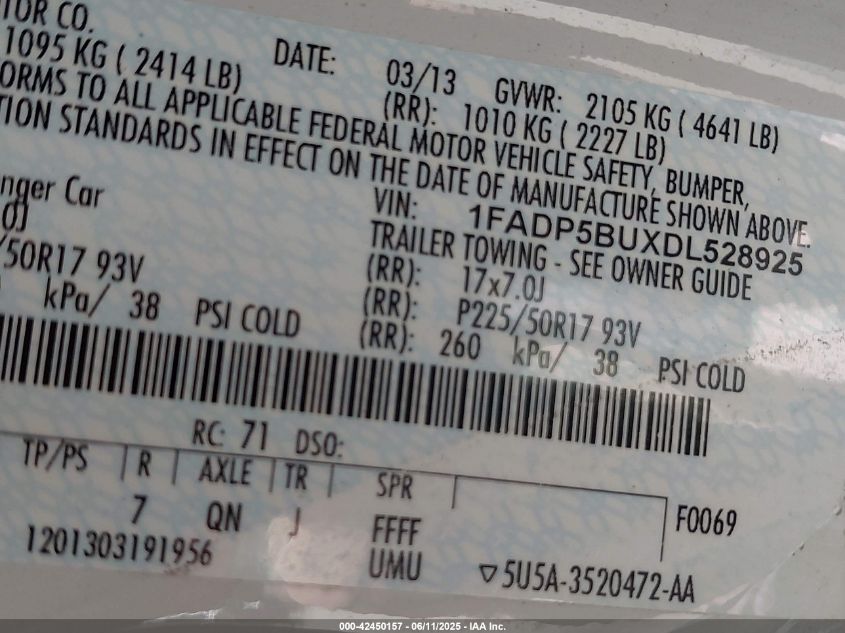 TOR CO.
DATE: 03/13 GVWR: 2105 KG ( 4641 LB)
1095 KG ( 2414 LB) (RR): 1010 KG ( 2227 LB)
ORMS TO ALL APPLICABLE FEDERAL MOTOR VEHICLE SAFETY, BUMPER,
TION STANDARDS IN EFFECT ON THE DATE OF MANUFACTURE SHOWN ABOVE.
VIN: 1FADP5BUXDL528925
nger Car TRAILER TOWING - SEE OWNER GUIDE
0J (RR): 17x7.0J
/50R17 93V (RR): P225/50R17 93V
kPa/ 38 PSI COLD (RR): 260 kPa/ 38 PSI COLD
RC: 71 DSO:
TP/PS R AXLE TR SPR
7 QN J FFFF F0069
1201303191956 UMU 5U5A-3520472-AA
000-42450157 - 06/11/2025 - IAA Inc.